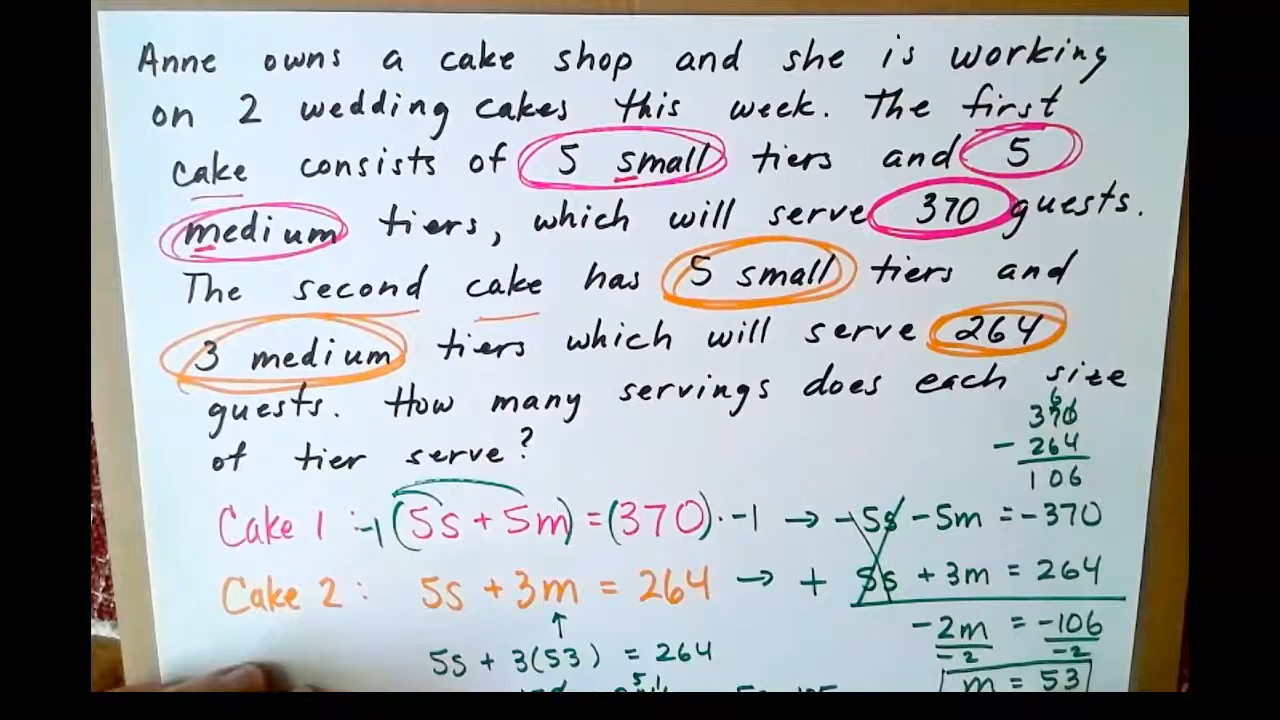 Anne owns a cake shop and she is working
on 2 wedding cakes this week. The first
cake consists of 5 small tiers and 5
medium tiers, which will serve 370 guests.
The second cake has 5 small tiers and
3 medium tiers which will serve 264
guests. How many servings does each size
of tier serve?
6
370
- 264
106
Cake 1 : -1(5s + 5m) = (370)·-1 → -5s - 5m = -370
Cake 2 : 5s + 3m = 264 → + 5s + 3m = 264
-2m = -106
-2 -2
5s + 3(53) = 264
m = 53